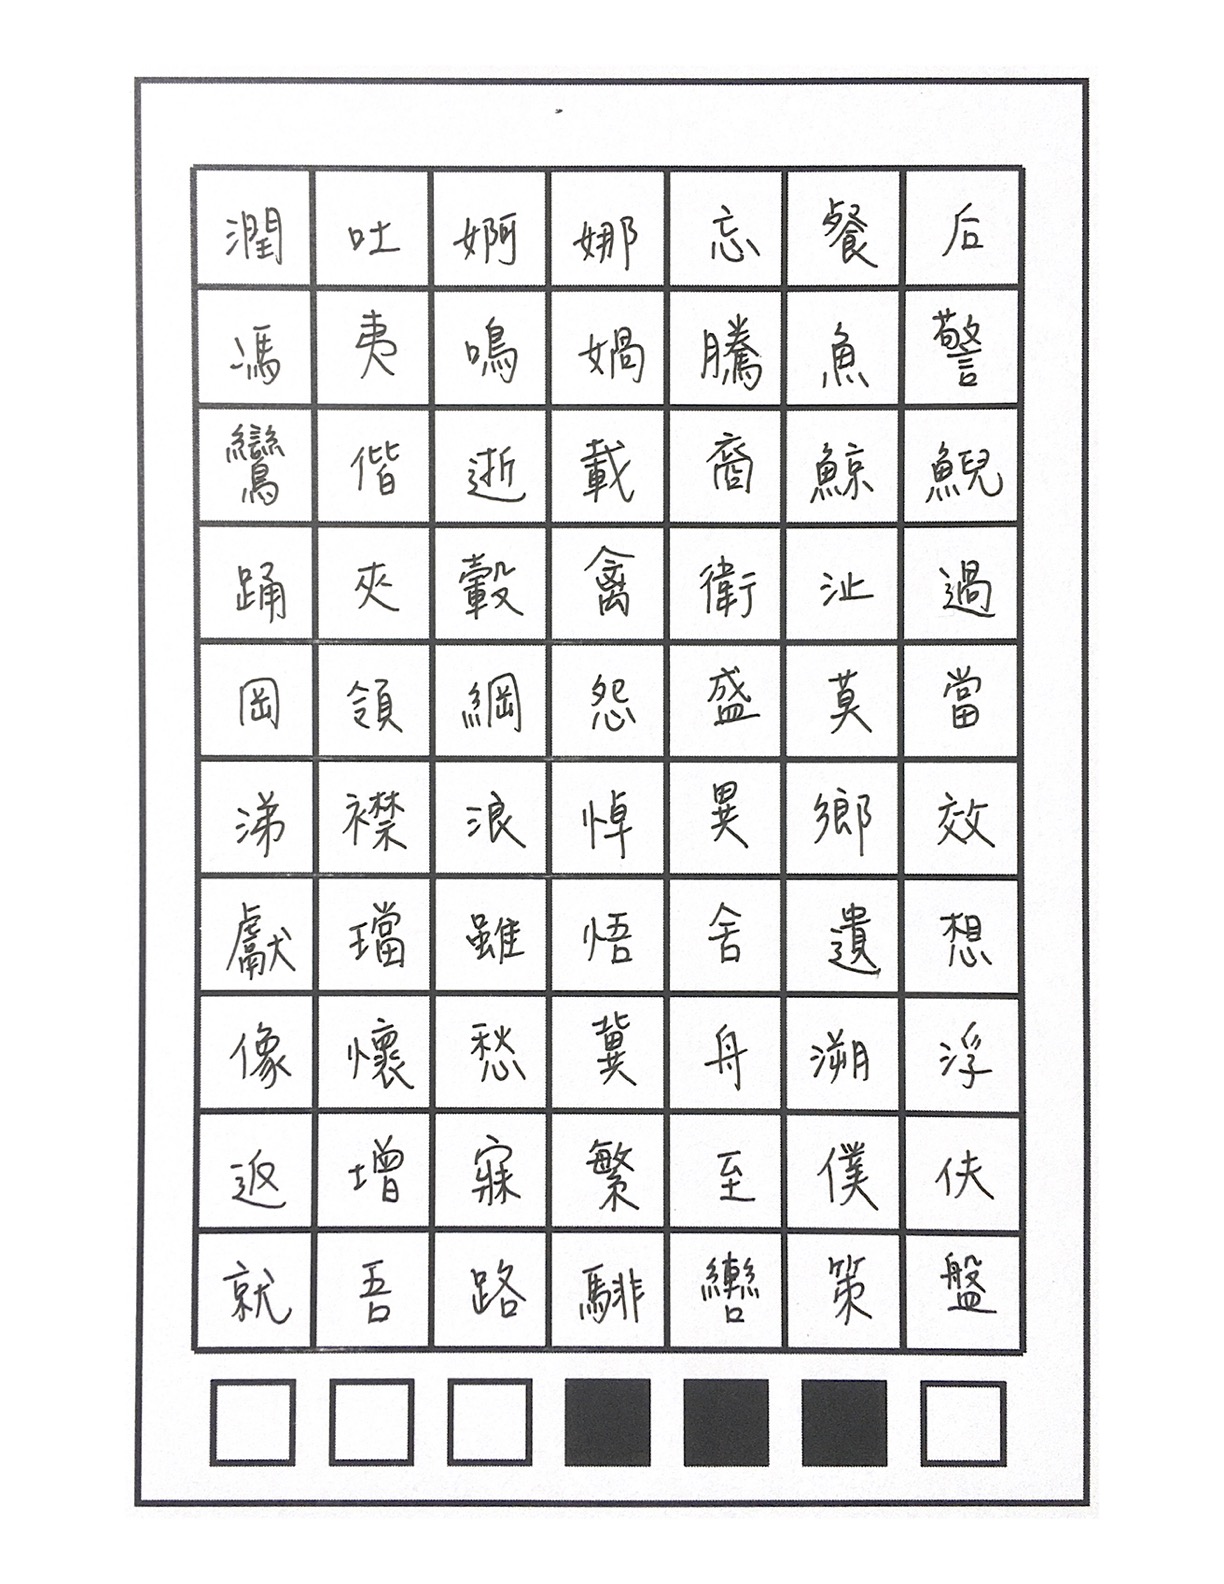 潤吐婀娜忘餐后
馮夷鳴媧騰魚警
鸞偕逝載裔鯨鯢
踊夾轂禽衛沚過
岡領綱怨盛莫當
涕襟浪悼異鄉效
獻璫雖悟舍遺想
像懷愁冀舟溯浮
返增寐繁至僕伕
就吾路騑轡策盤